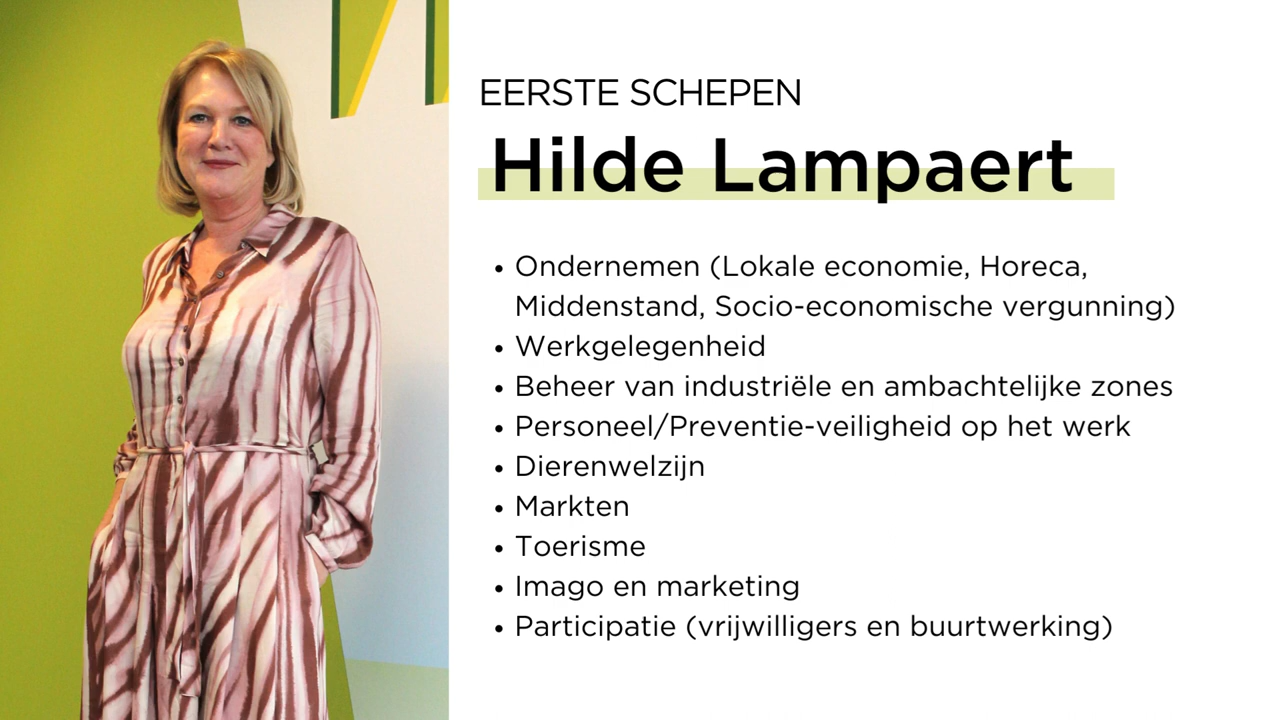 EERSTE SCHEPEN
Hilde Lampaert
• Ondernemen (Lokale economie, Horeca,
Middenstand, Socio-economische vergunning)
• Werkgelegenheid
• Beheer van industriële en ambachtelijke zones
• Personeel/Preventie-veiligheid op het werk
• Dierenwelzijn
• Markten
• Toerisme
• Imago en marketing
• Participatie (vrijwilligers en buurtwerking)